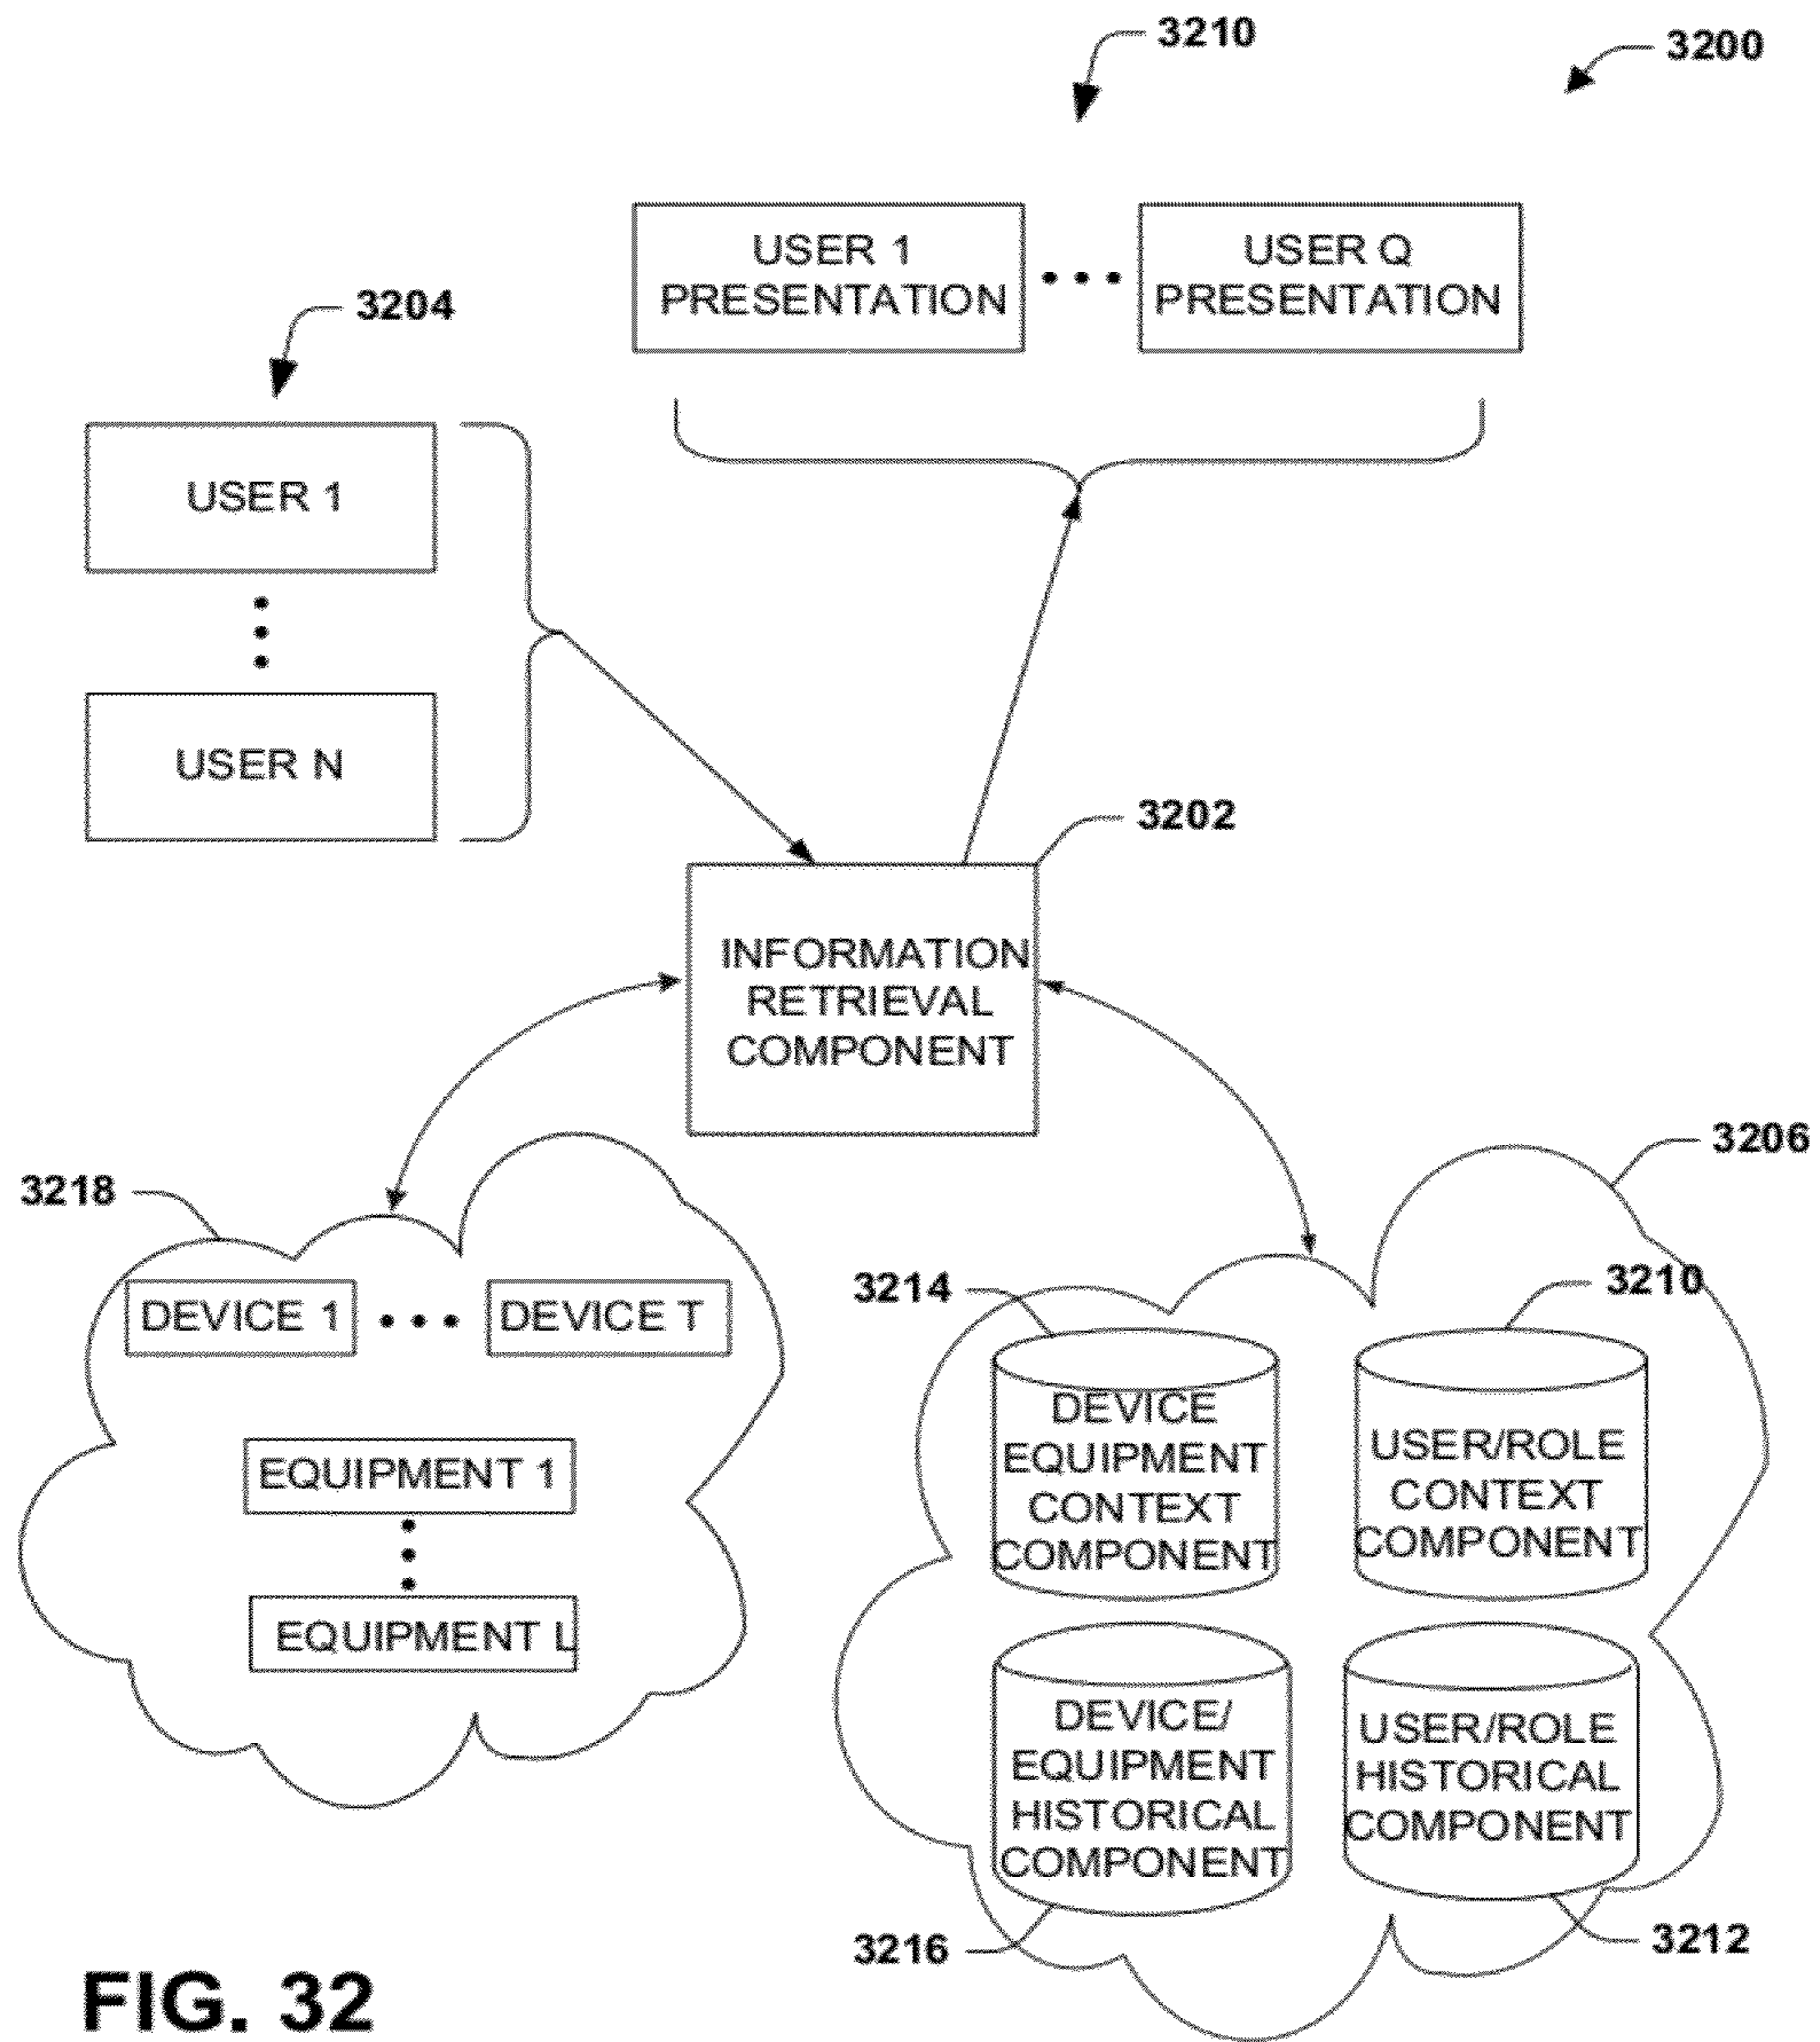 3210
3200
USER 1
PRESENTATION
USER Q
PRESENTATION
3204
USER 1
USER N
3202
INFORMATION
RETRIEVAL
COMPONENT
3206
3218
DEVICE 1
DEVICE T
EQUIPMENT 1
EQUIPMENT L
3214
3210
DEVICE
EQUIPMENT
CONTEXT
COMPONENT
USER/ROLE
CONTEXT
COMPONENT
DEVICE/
EQUIPMENT
HISTORICAL
COMPONENT
USER/ROLE
HISTORICAL
COMPONENT
3216
3212
FIG. 32